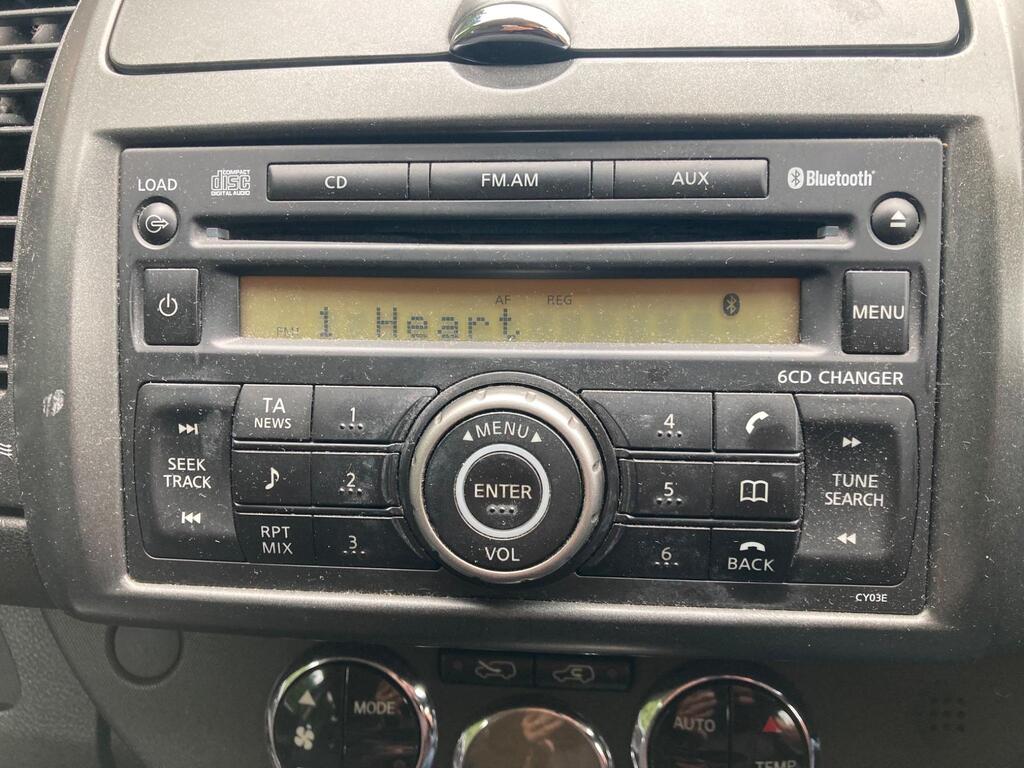 LOAD
COMPACT
disc
DIGITAL AUDIO
CD
FM.AM
AUX
Bluetooth
AF REG
FM1 1 Heart
MENU
6CD CHANGER
TA
NEWS
1
4
MENU
SEEK
TRACK
2
ENTER
5
TUNE
SEARCH
RPT
MIX
3
VOL
6
BACK
CY03E
MODE
AUTO
TEMP